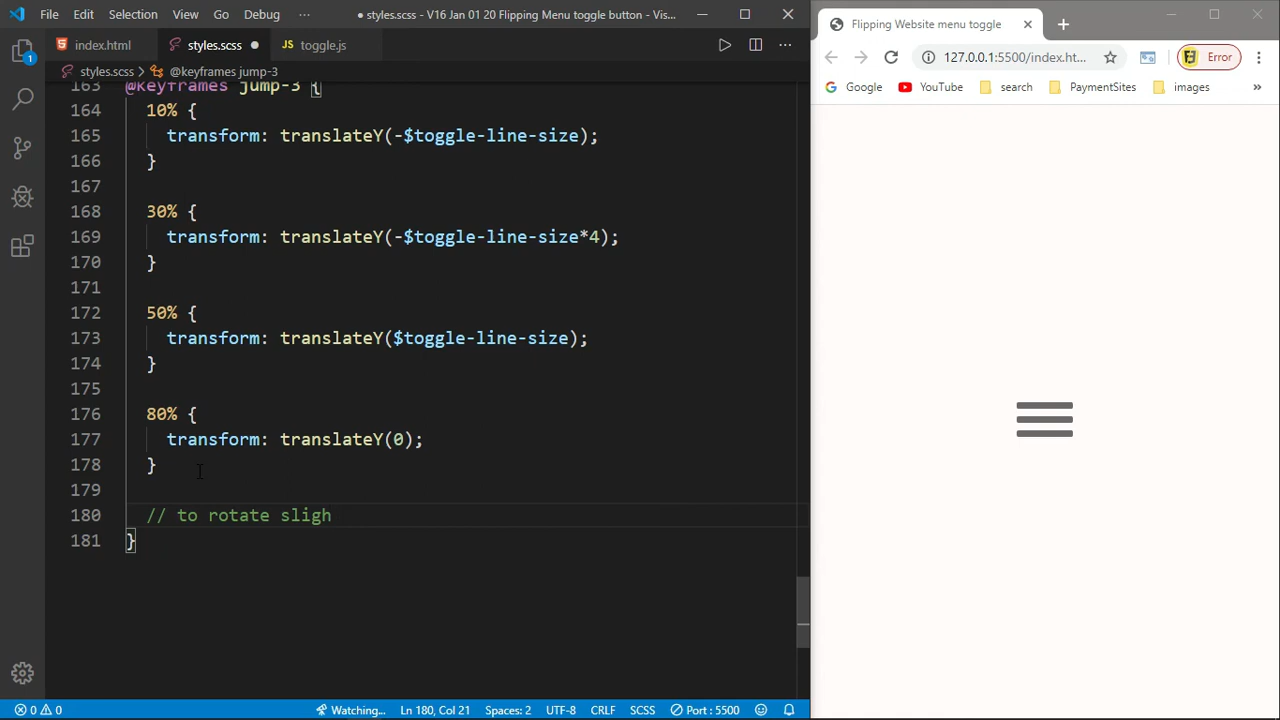 File Edit Selection View Go Debug ··· ● styles.scss - V16 Jan 01 20 Flipping Menu toggle button - Vis...
index.html styles.scss ● toggle.js
styles.scss > @keyframes jump-3
163 @keyframes jump-3 {
164 10% {
165 transform: translateY(-$toggle-line-size);
166 }
167
168 30% {
169 transform: translateY(-$toggle-line-size*4);
170 }
171
172 50% {
173 transform: translateY($toggle-line-size);
174 }
175
176 80% {
177 transform: translateY(0);
178 }
179
180 // to rotate sligh
181 }
1
0 0 Watching... Ln 180, Col 21 Spaces: 2 UTF-8 CRLF SCSS Port : 5500
Flipping Website menu toggle
127.0.0.1:5500/index.ht... Error
Google YouTube search PaymentSites images »